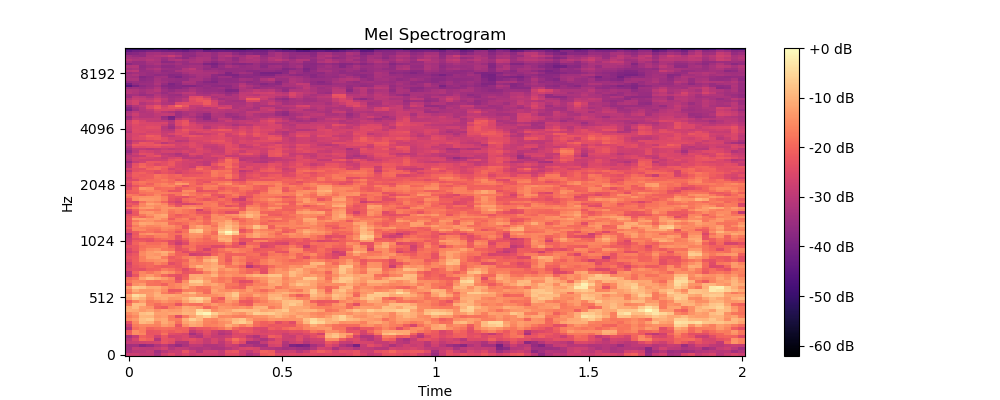 Mel Spectrogram
Hz
8192
4096
2048
1024
512
0
0 0.5 1 1.5 2
Time
+0 dB
-10 dB
-20 dB
-30 dB
-40 dB
-50 dB
-60 dB